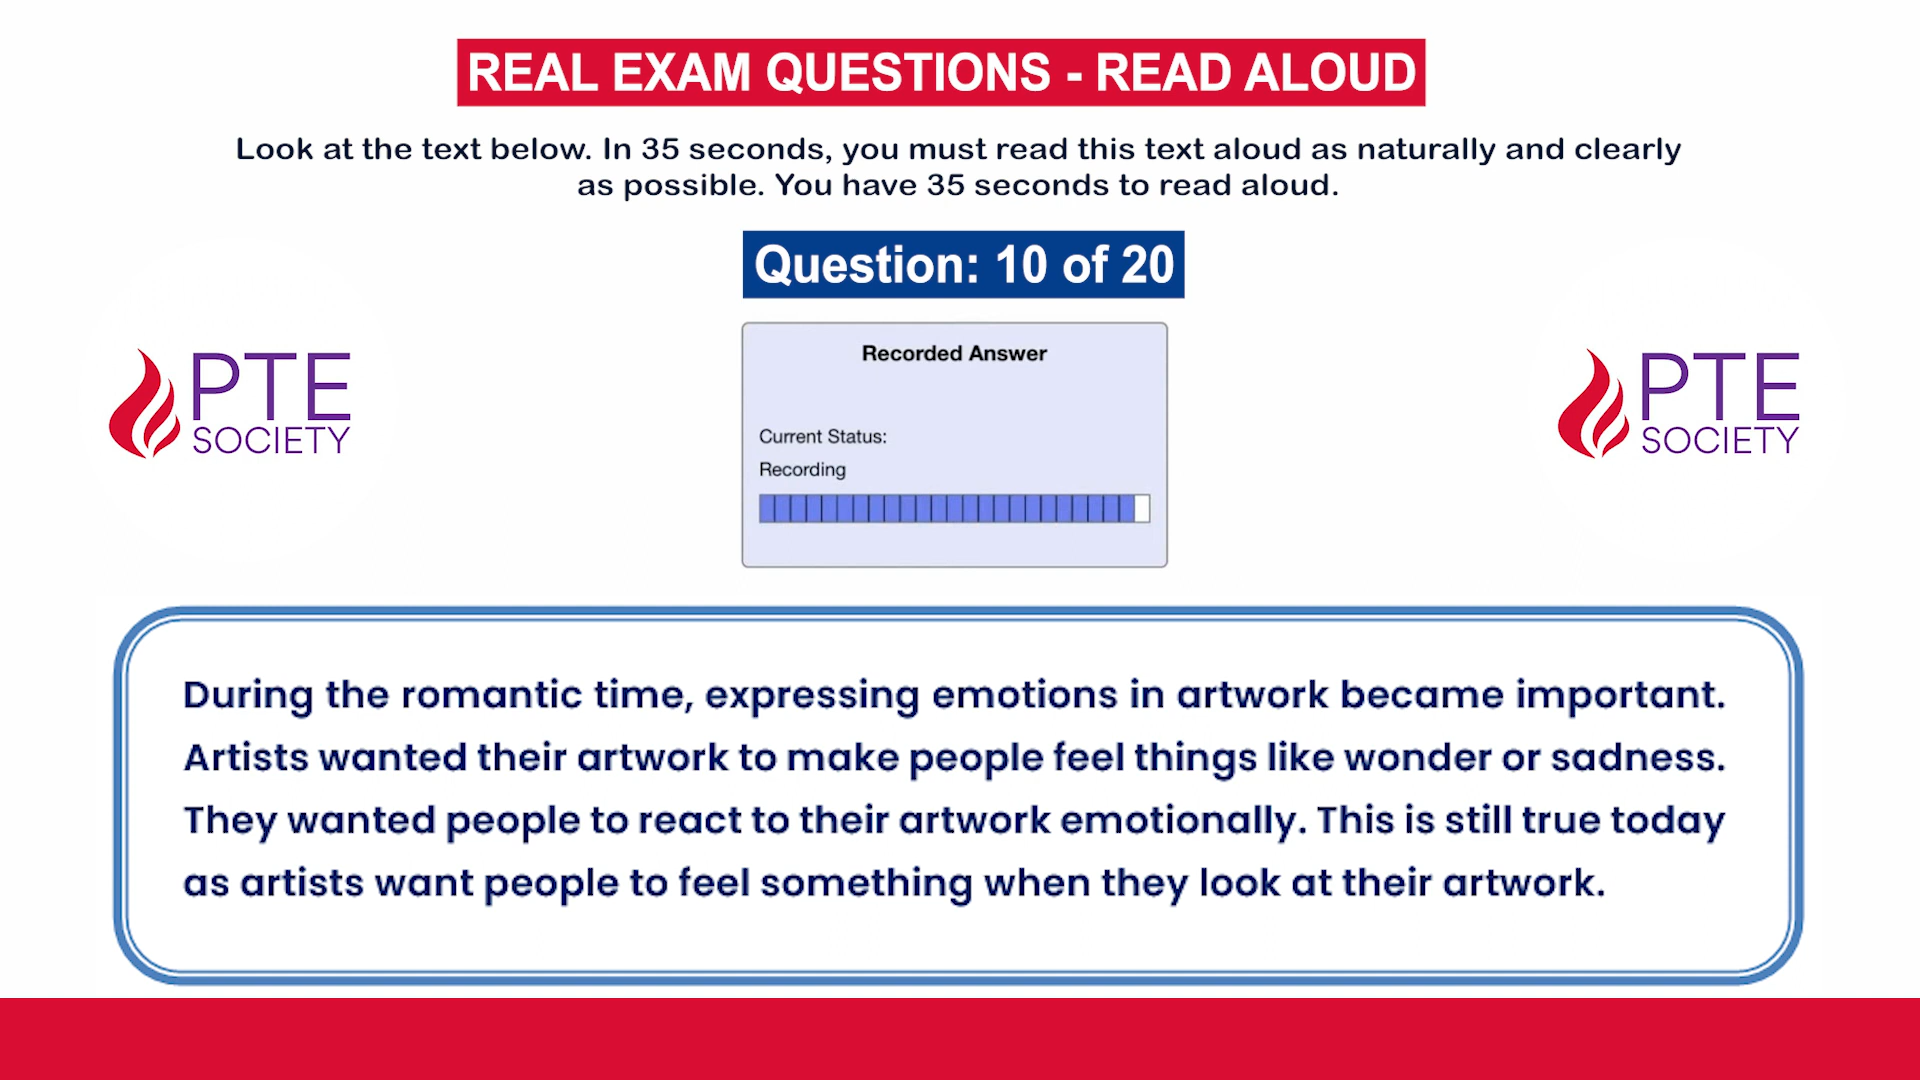 REAL EXAM QUESTIONS - READ ALOUD
Look at the text below. In 35 seconds, you must read this text aloud as naturally and clearly
as possible. You have 35 seconds to read aloud.
Question: 10 of 20
PTE
SOCIETY
Recorded Answer
Current Status:
Recording
PTE
SOCIETY
During the romantic time, expressing emotions in artwork became important.
Artists wanted their artwork to make people feel things like wonder or sadness.
They wanted people to react to their artwork emotionally. This is still true today
as artists want people to feel something when they look at their artwork.